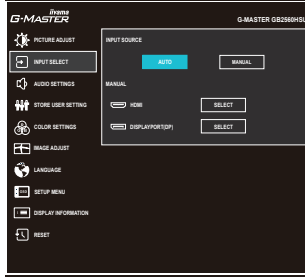 iiyama
G-MASTER
G-MASTER GB2560HSU
PICTURE ADJUST
INPUT SELECT
AUDIO SETTINGS
STORE USER SETTING
COLOR SETTINGS
IMAGE ADJUST
LANGUAGE
SETUP MENU
DISPLAY INFORMATION
RESET
INPUT SOURCE
AUTO
MANUAL
MANUAL
HDMI
SELECT
DISPLAYPORT(DP)
SELECT